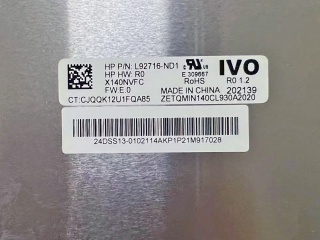 HP P/N: L92716-ND1
HP HW: R0
X140NVFC
FW:E.0
CT:CJQQK12U1FQA85
E 309667
RoHS
IVO
R0 1.2
MADE IN CHINA 202139
ZETQMIN140CL930A2020
24DSS13-0102114AKP1P21M917028